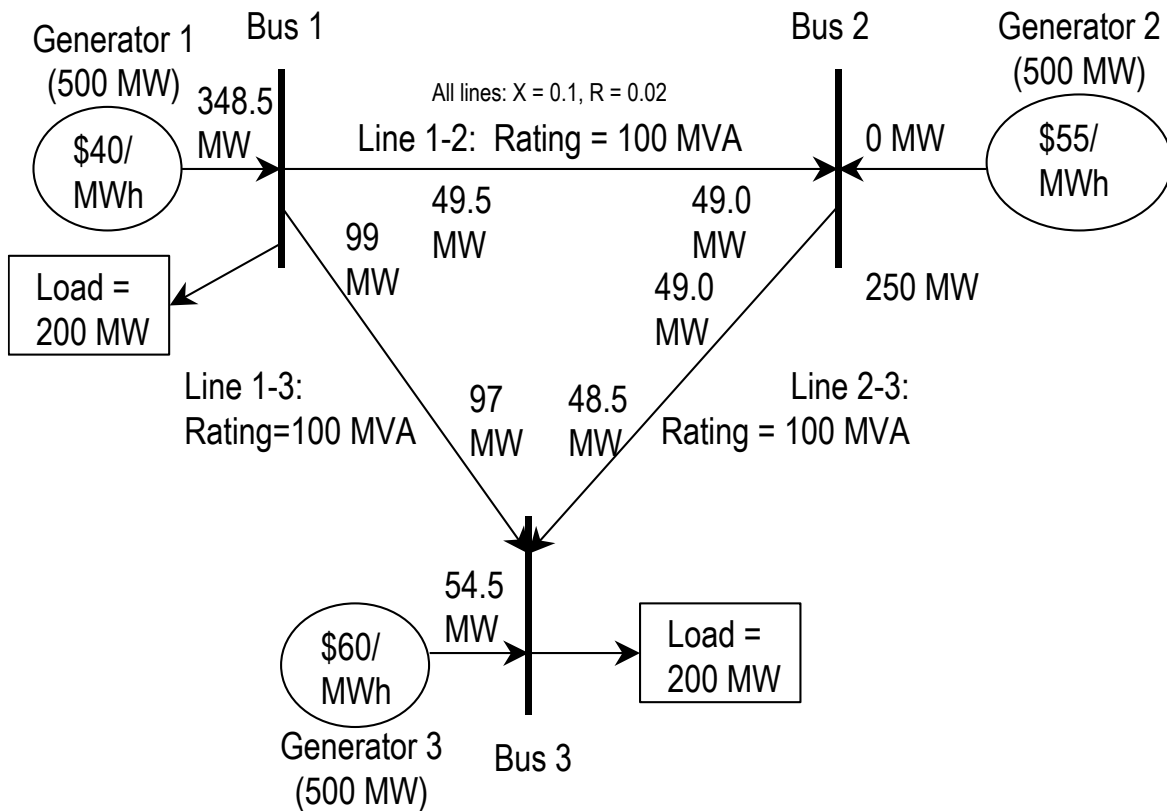 Generator 1
(500 MW)
Bus 1
Bus 2
Generator 2
(500 MW)
348.5
MW
$40/
MWh
All lines: X = 0.1, R = 0.02
Line 1-2:  Rating = 100 MVA
0 MW
$55/
MWh
49.5
MW
49.0
MW
99
MW
Load =
200 MW
49.0
MW
250 MW
Line 1-3:
Rating=100 MVA
97
MW
48.5
MW
Line 2-3:
Rating = 100 MVA
54.5
MW
$60/
MWh
Load =
200 MW
Generator 3
(500 MW)
Bus 3